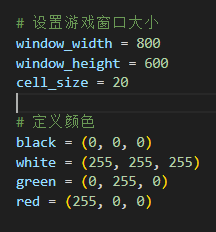 # 设置游戏窗口大小
window_width = 800
window_height = 600
cell_size = 20
# 定义颜色
black = (0, 0, 0)
white = (255, 255, 255)
green = (0, 255, 0)
red = (255, 0, 0)